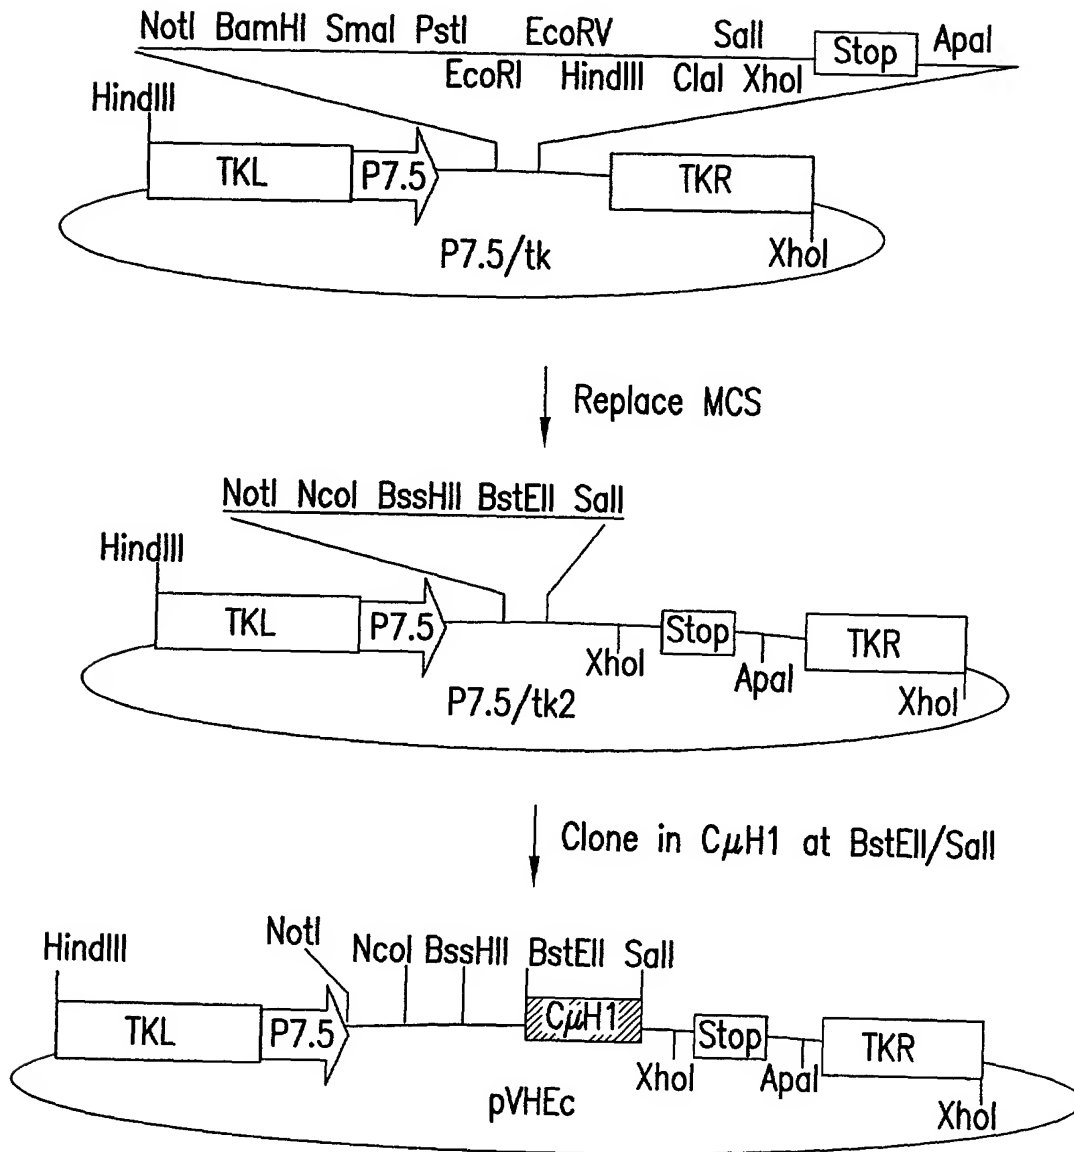 NotI BamHI SmaI PstI EcoRV SalI ApaI
EcoRI HindIII ClaI XhoI Stop
HindIII
TKL P7.5 TKR
P7.5/tk XhoI
Replace MCS
NotI NcoI BssHII BstEII SalI
HindIII
TKL P7.5 Stop TKR
XhoI ApaI
P7.5/tk2 XhoI
Clone in CμH1 at BstEII/SalI
NotI
HindIII NcoI BssHII BstEII SalI
TKL P7.5 CμH1 Stop TKR
XhoI ApaI
pVHEc XhoI